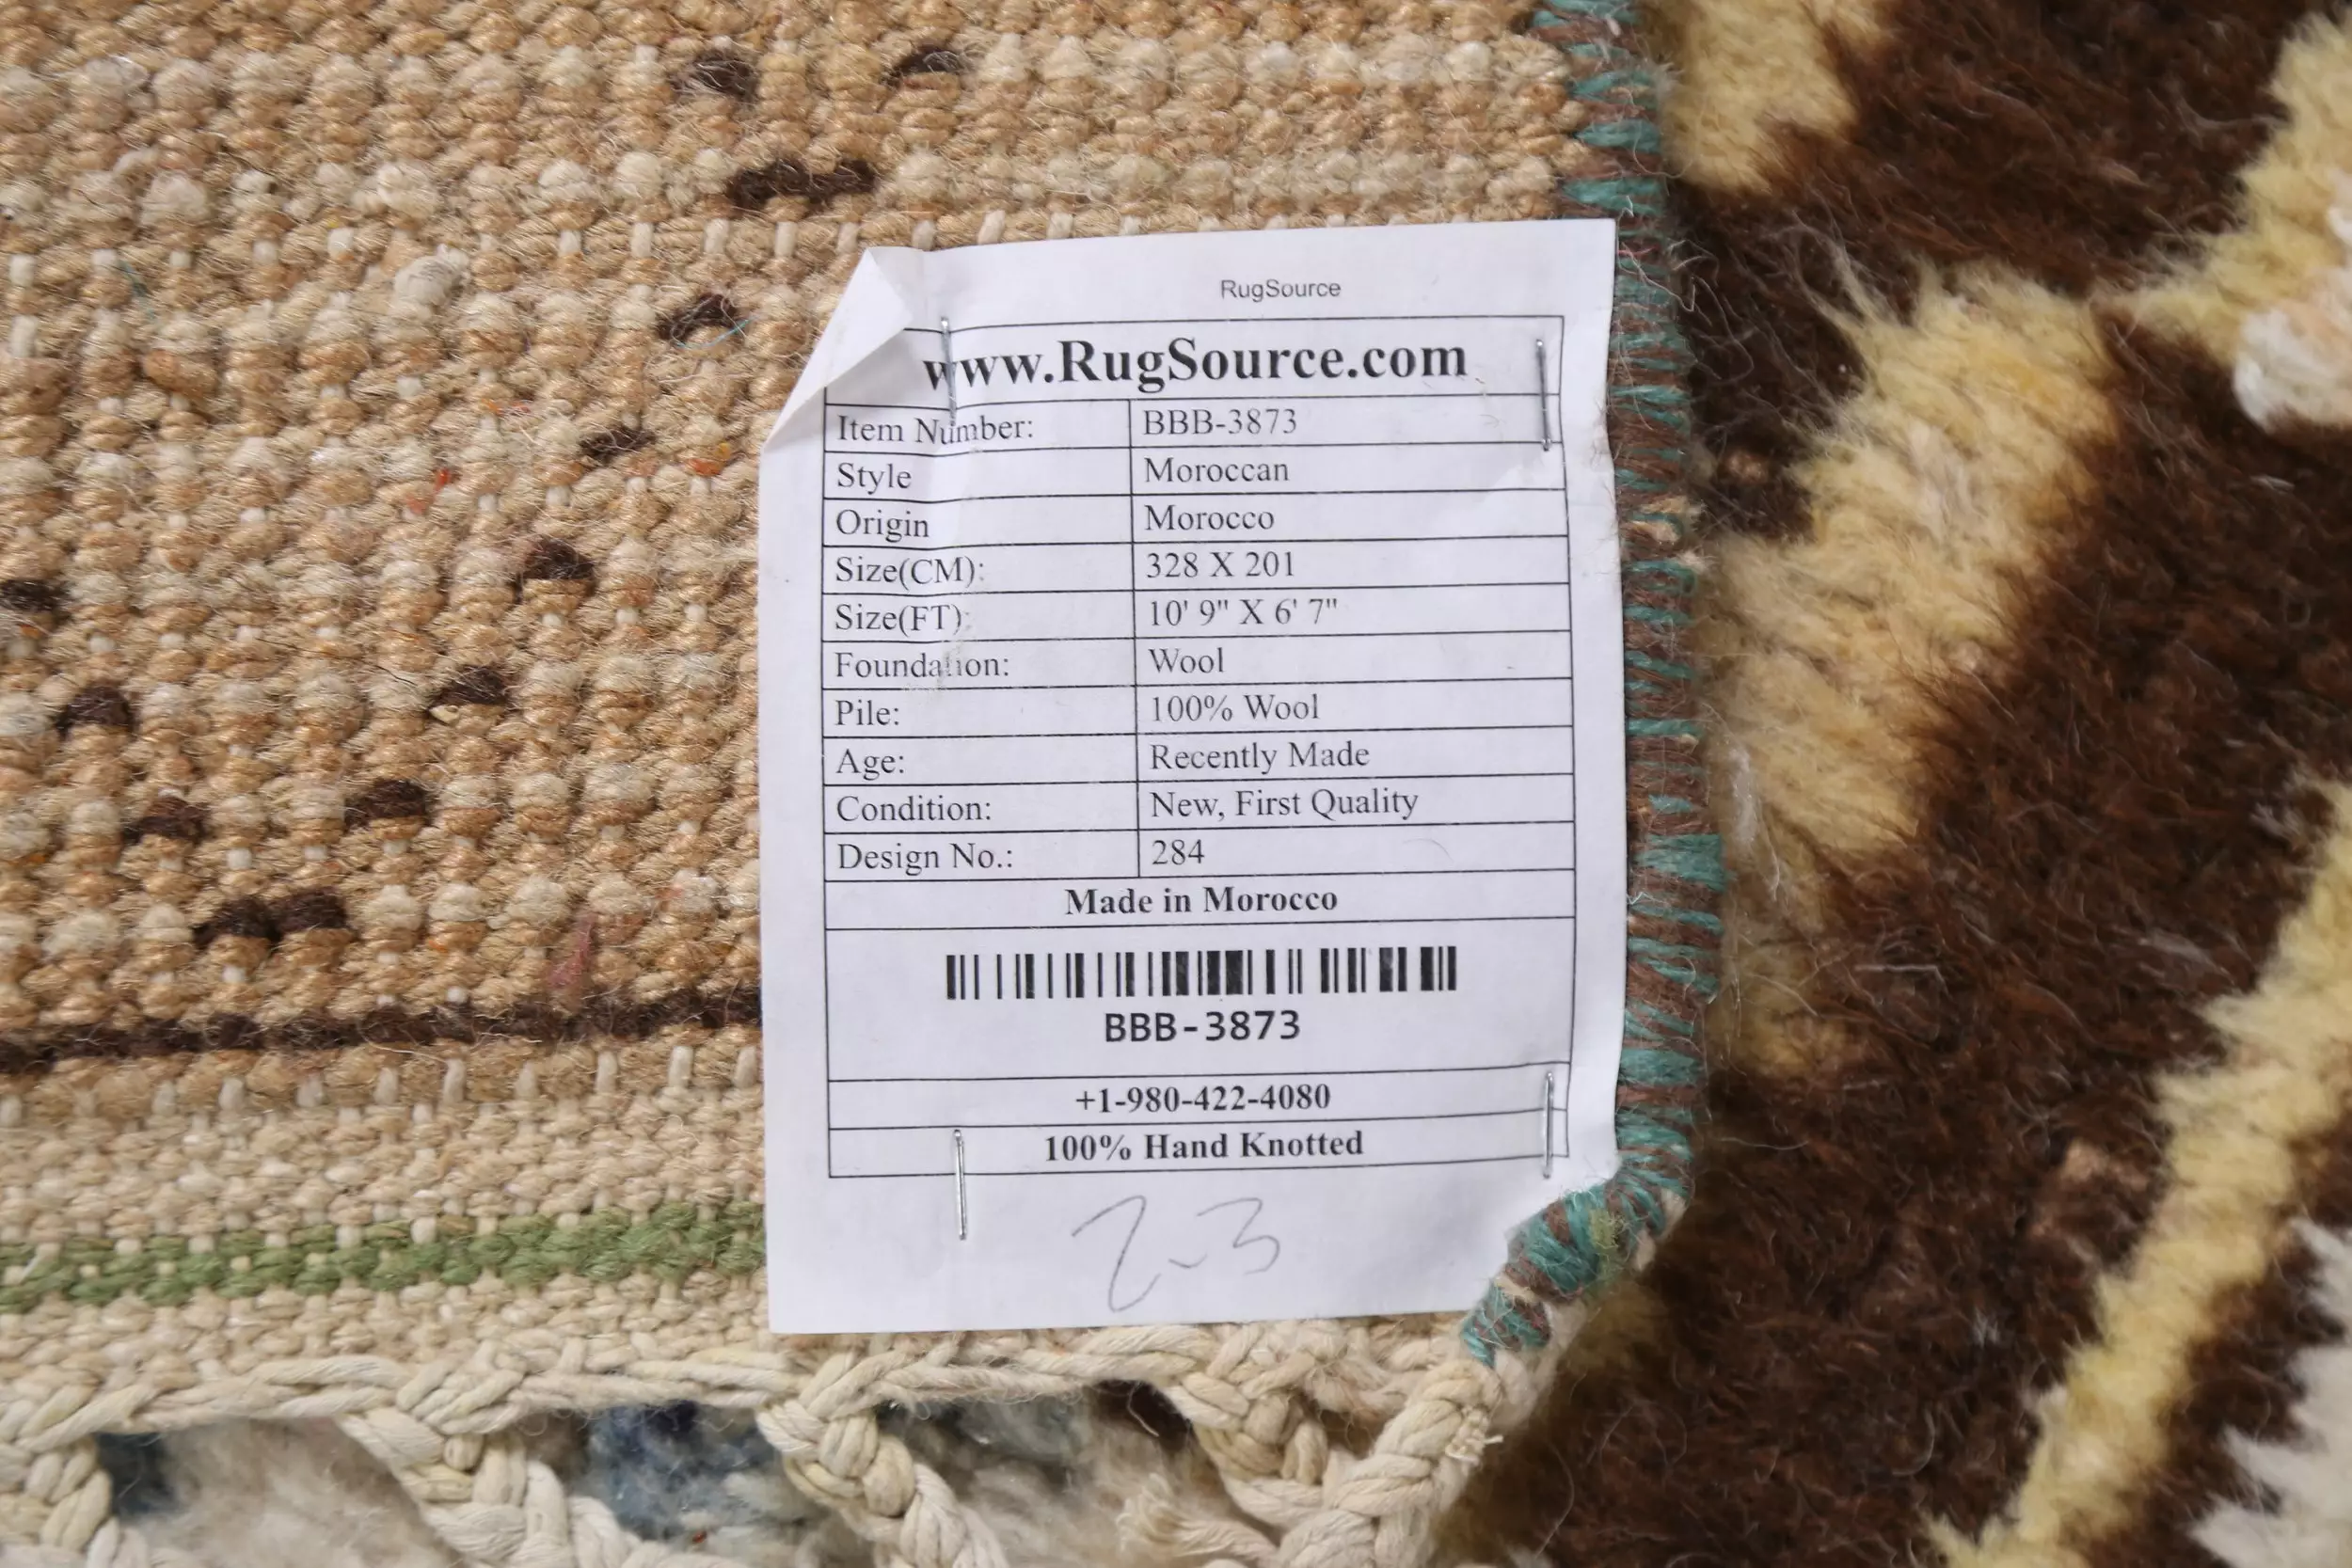 RugSource
www.RugSource.com
Item Number: BBB-3873
Style Moroccan
Origin Morocco
Size(CM): 328 X 201
Size(FT): 10' 9" X 6' 7"
Foundation: Wool
Pile: 100% Wool
Age: Recently Made
Condition: New, First Quality
Design No.: 284
Made in Morocco
BBB-3873
+1-980-422-4080
100% Hand Knotted
2-3